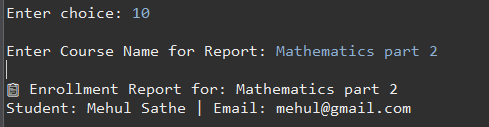 Enter choice: 10
Enter Course Name for Report: Mathematics part 2
📋 Enrollment Report for: Mathematics part 2
Student: Mehul Sathe | Email: mehul@gmail.com